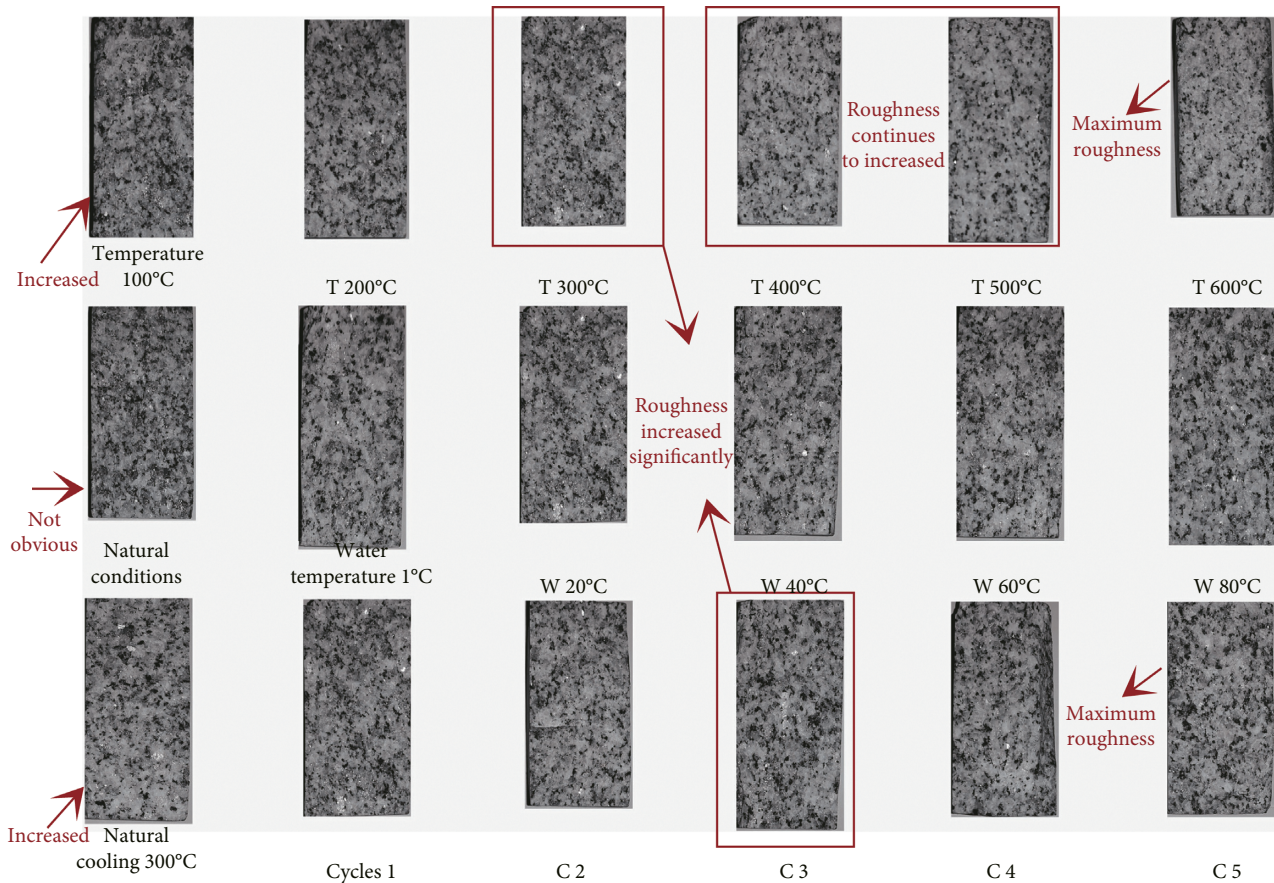 Roughness
continues
to increased
Maximum
roughness
Increased
Temperature
100°C
T 200°C
T 300°C
T 400°C
T 500°C
T 600°C
Roughness
increased
significantly
Not
obvious
Natural
conditions
Water
temperature 1°C
W 20°C
W 40°C
W 60°C
W 80°C
Maximum
roughness
Increased
Natural
cooling 300°C
Cycles 1
C 2
C 3
C 4
C 5